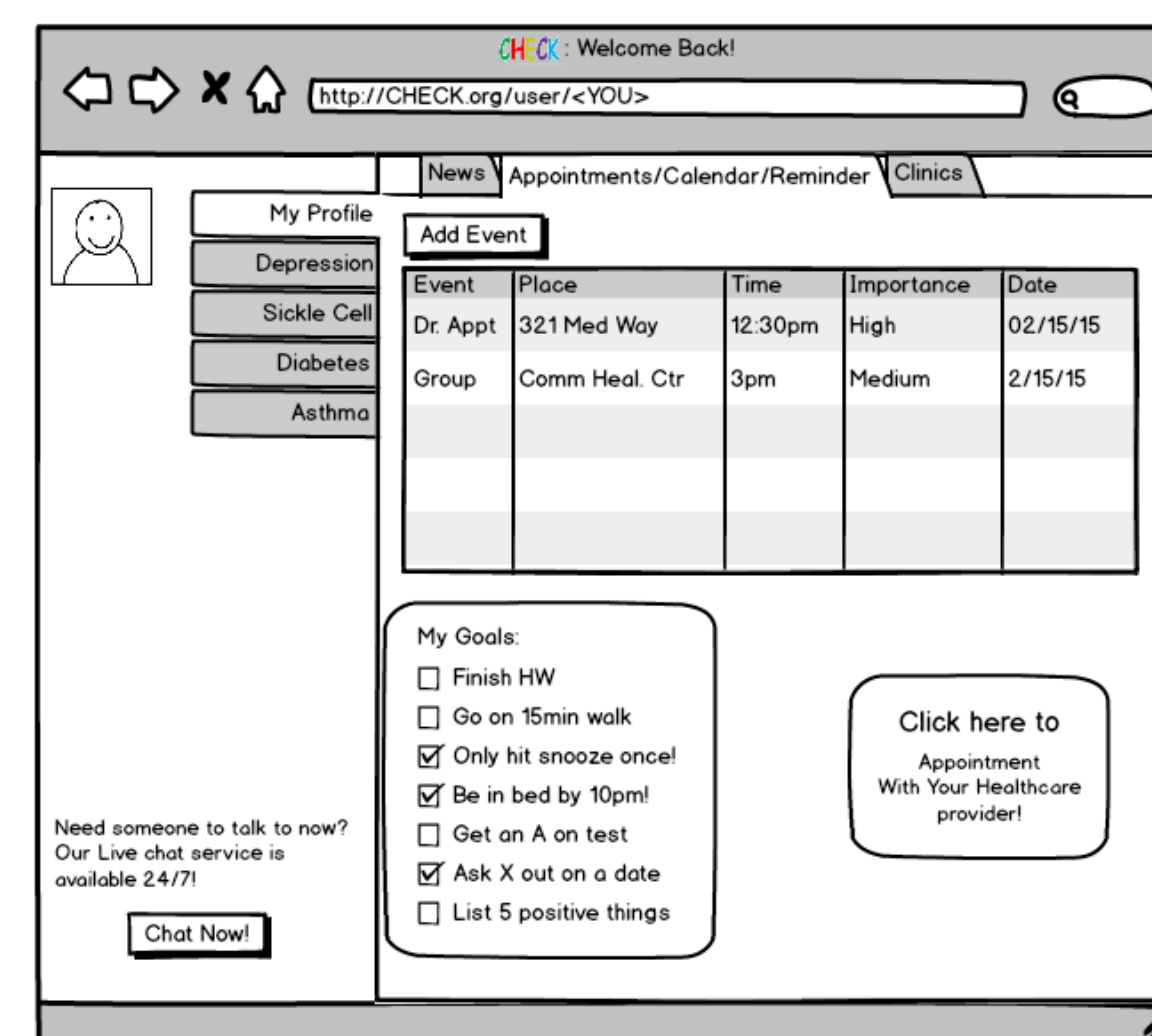 CHECK : Welcome Back!
http://CHECK.org/user/<YOU>
News Appointments/Calendar/Reminder Clinics
My Profile
Depression
Sickle Cell
Diabetes
Asthma
Need someone to talk to now?
Our Live chat service is
available 24/7!
Chat Now!
Add Event
Event Place Time Importance Date
Dr. Appt 321 Med Way 12:30pm High 02/15/15
Group Comm Heal. Ctr 3pm Medium 2/15/15
My Goals:
Finish HW
Go on 15min walk
Only hit snooze once!
Be in bed by 10pm!
Get an A on test
Ask X out on a date
List 5 positive things
Click here to
Appointment
With Your Healthcare
provider!